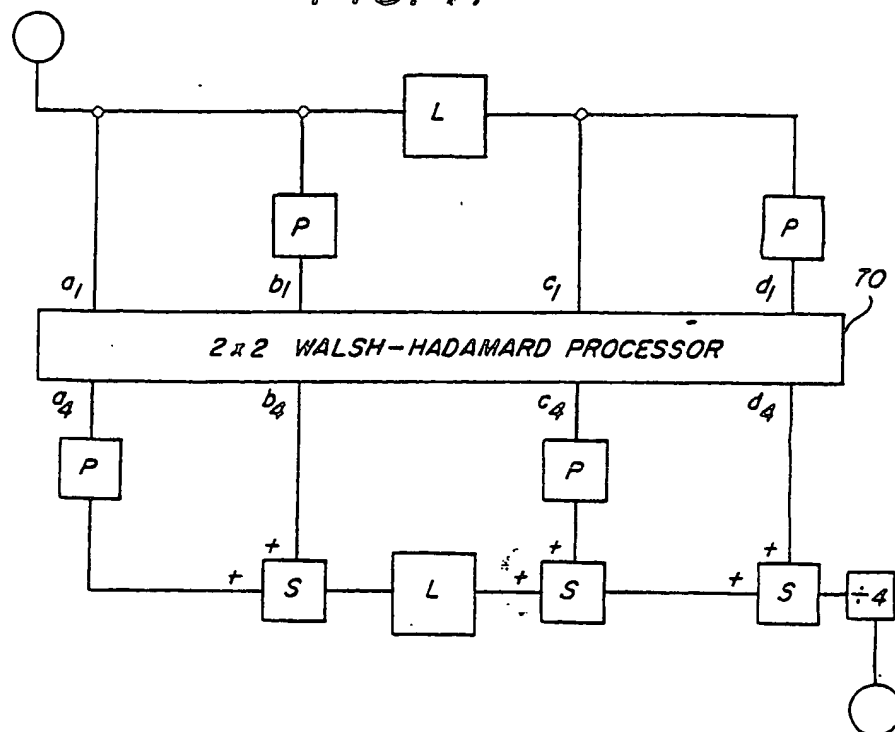 L
P P
a1 b1 c1 d1 70
2x2 WALSH-HADAMARD PROCESSOR
a4 b4 c4 d4
P P
+ + +
+ S L + S + S ÷4